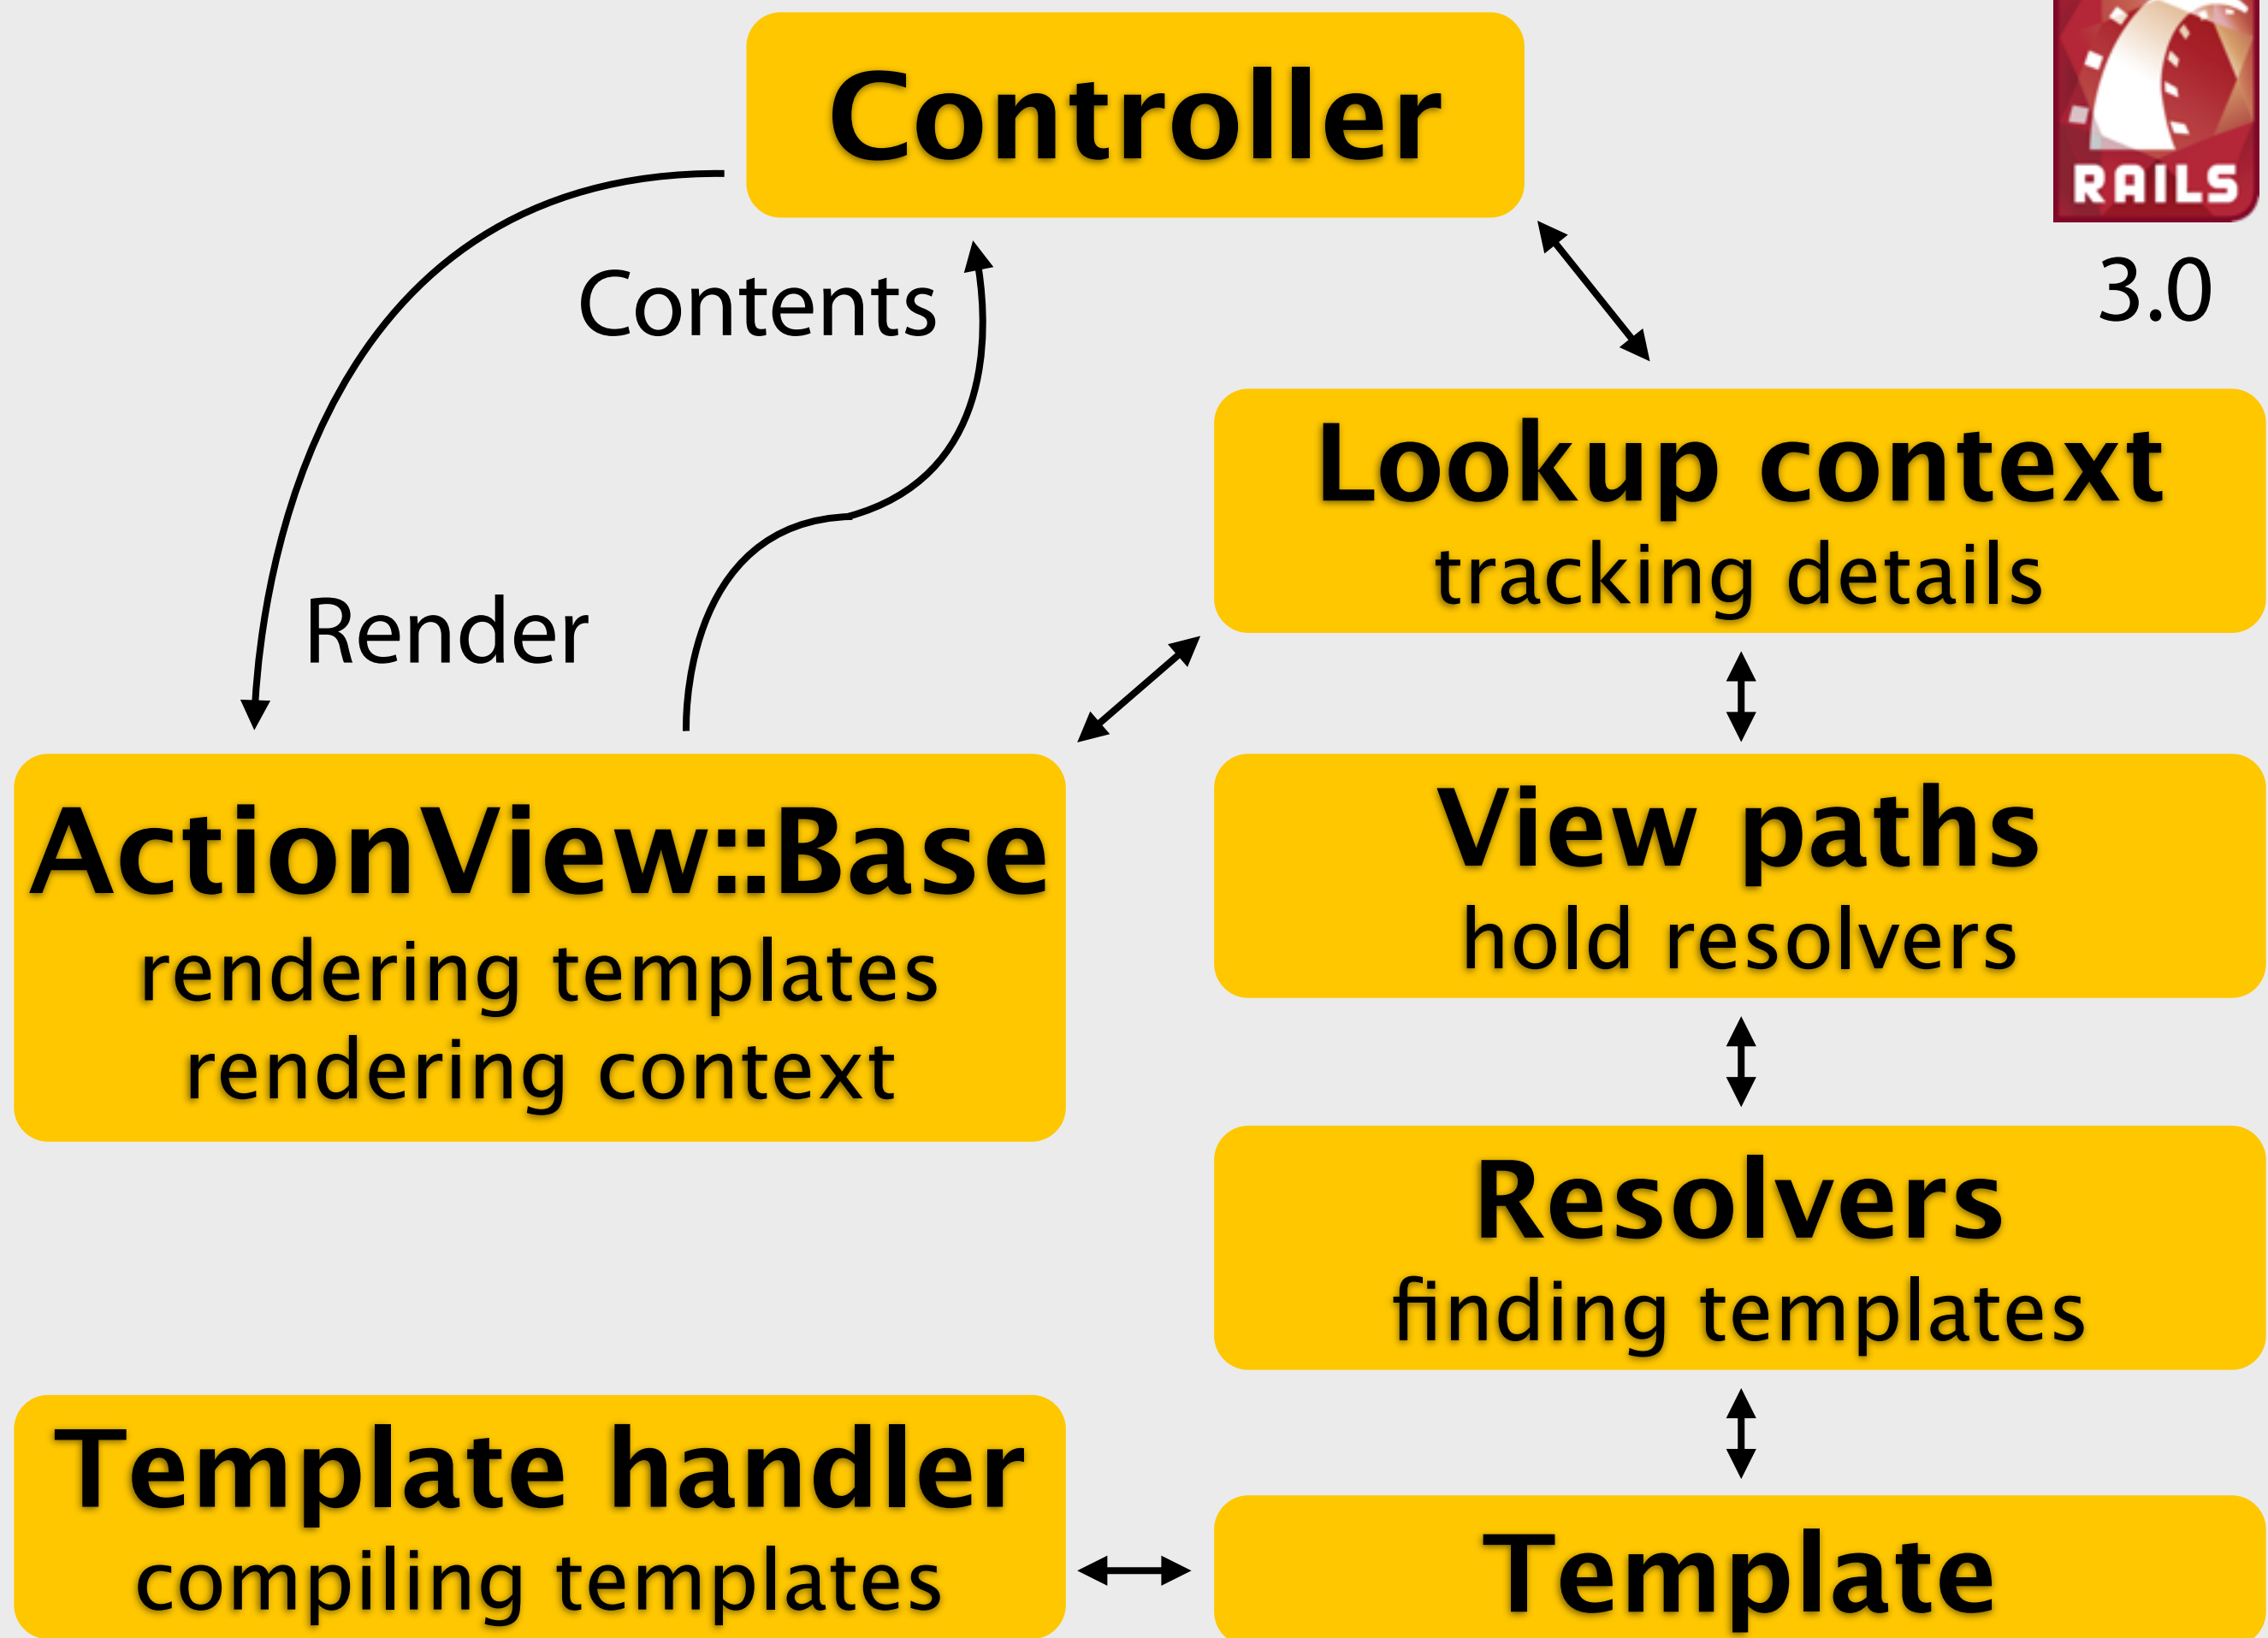 Controller
RAILS
3.0
Contents
Render
Lookup context
tracking details
ActionView::Base
rendering templates
rendering context
View paths
hold resolvers
Resolvers
finding templates
Template handler
compiling templates
Template